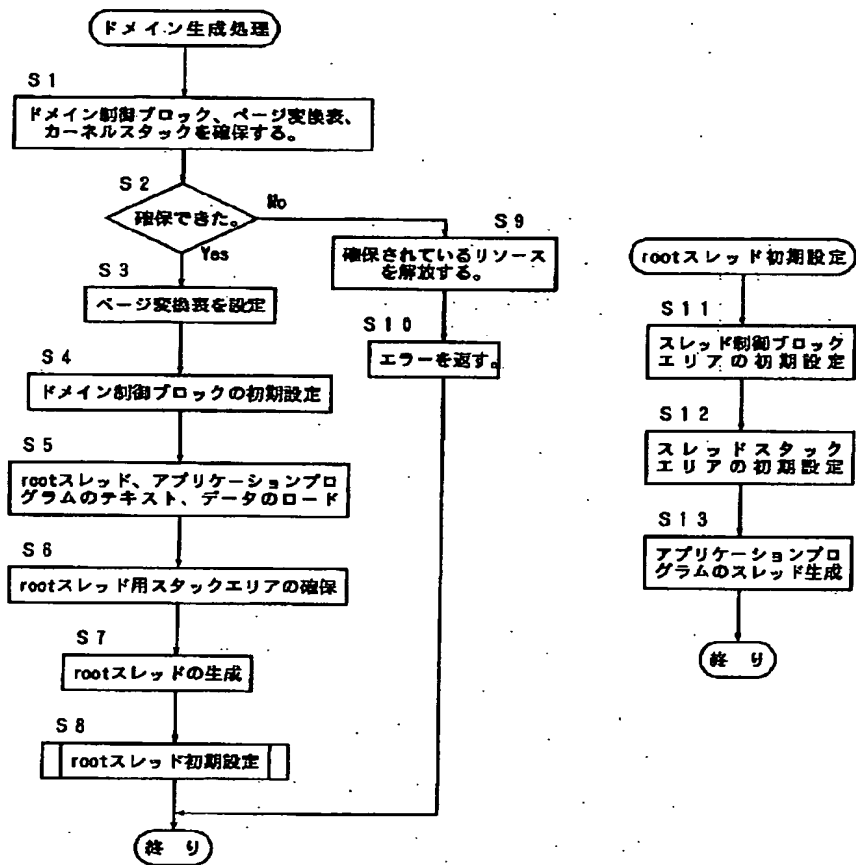 ドメイン生成処理
S1
ドメイン制御ブロック、ページ変換表、
カーネルスタックを確保する。
S2
確保できた。
No
Yes
S3
ページ変換表を設定
S4
ドメイン制御ブロックの初期設定
S5
rootスレッド、アプリケーションプロ
グラムのテキスト、データのロード
S6
rootスレッド用スタックエリアの確保
S7
rootスレッドの生成
S8
rootスレッド初期設定
終り
S9
確保されているリソース
を解放する。
S10
エラーを返す。
rootスレッド初期設定
S11
スレッド制御ブロック
エリアの初期設定
S12
スレッドスタック
エリアの初期設定
S13
アプリケーションプロ
グラムのスレッド生成
終り